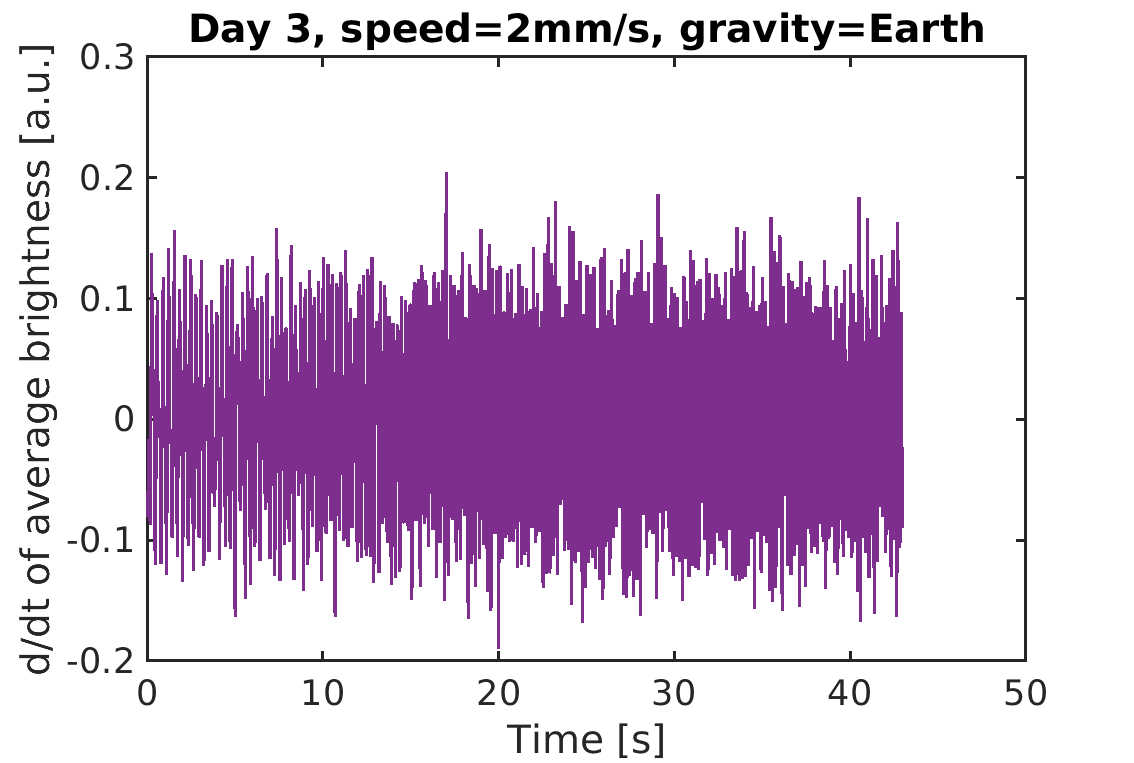 Day 3, speed=2mm/s, gravity=Earth
d/dt of average brightness [a.u.]
0.3
0.2
0.1
0
-0.1
-0.2
0 10 20 30 40 50
Time [s]